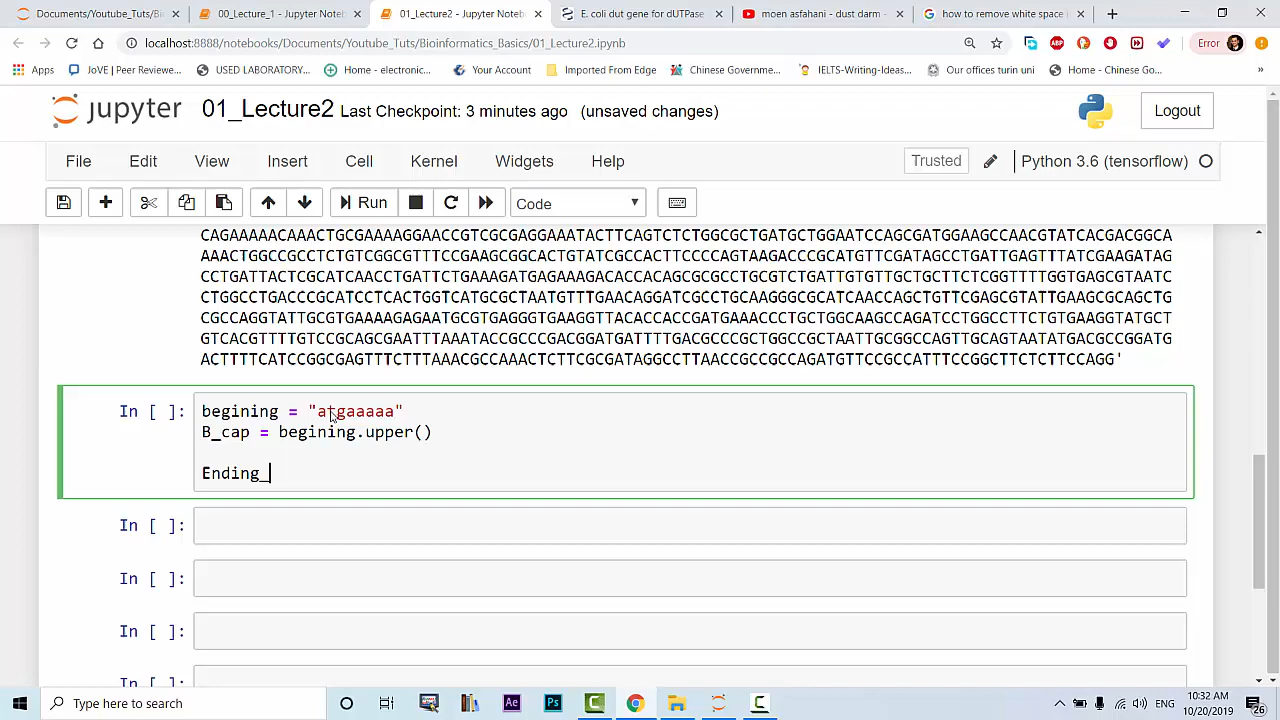 Documents/Youtube_Tuts/Bi
00_Lecture_1 - Jupyter Notebo
01_Lecture2 - Jupyter Noteb
E. coli dut gene for dUTPase
moen asfahani - dust darm -
how to remove white space i
localhost:8888/notebooks/Documents/Youtube_Tuts/Bioinformatics_Basics/01_Lecture2.ipynb
Error
Apps
JoVE | Peer Reviewe...
USED LABORATORY...
Home - electronic...
Your Account
Imported From Edge
Chinese Governme...
IELTS-Writing-Ideas...
Our offices turin uni
Home - Chinese Go...
jupyter 01_Lecture2 Last Checkpoint: 3 minutes ago (unsaved changes)
Logout
File Edit View Insert Cell Kernel Widgets Help
Trusted
Python 3.6 (tensorflow)
Run
Code
CAGAAAAACAAACTGCGAAAAGGAACCGTCGCGAGGAAATACTTCAGTCTCTGGCGCTGATGCTGGAATCCAGCGATGGAAGCCAACGTATCACGACGGCA
AAACTGGCCGCCTCTGTCGGCGTTTCCGAAGCGGCACTGTATCGCCACTTCCCCAGTAAGACCCGCATGTTCGATAGCCTGATTGAGTTTATCGAAGATAG
CCTGATTACTCGCATCAACCTGATTCTGAAAGATGAGAAAGACACCACAGCGCGCCTGCGTCTGATTGTGTTGCTGCTTCTCGGTTTTGGTGAGCGTAATC
CTGGCCTGACCCGCATCCTCACTGGTCATGCGCTAATGTTTGAACAGGATCGCCTGCAAGGGCGCATCAACCAGCTGTTCGAGCGTATTGAAGCGCAGCTG
CGCCAGGTATTGCGTGAAAAGAGAATGCGTGAGGGTGAAGGTTACACCACCGATGAAACCCTGCTGGCAAGCCAGATCCTGGCCTTCTGTGAAGGTATGCT
GTCACGTTTTGTCCGCAGCGAATTTAAATACCGCCCGACGGATGATTTTGACGCCCGCTGGCCGCTAATTGCGGCCAGTTGCAGTAATATGACGCCGGATG
ACTTTTCATCCGGCGAGTTTCTTTAAACGCCAAACTCTTCGCGATAGGCCTTAACCGCCGCCAGATGTTCCGCCATTTCCGGCTTCTCTTCCAGG'
In [ ]:
begining = "atgaaaaa"
B_cap = begining.upper()
Ending_
In [ ]:
In [ ]:
In [ ]:
In [ ]:
Type here to search
Ae
Ps
ENG
10:32 AM
10/20/2019
26